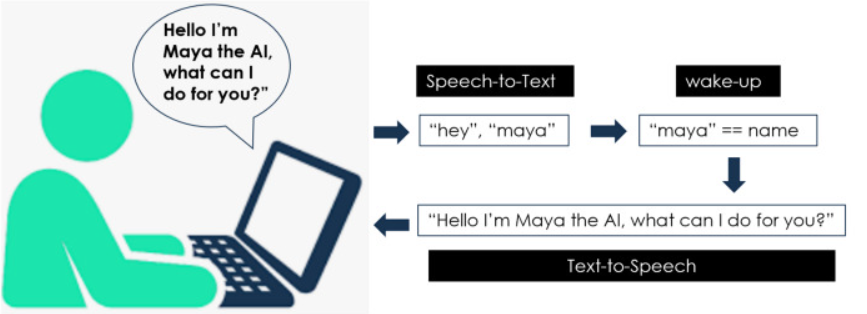 Hello I'm
Maya the AI,
what can I
do for you?"
Speech-to-Text
wake-up
"hey", "maya"
"maya" == name
"Hello I'm Maya the AI, what can I do for you?"
Text-to-Speech